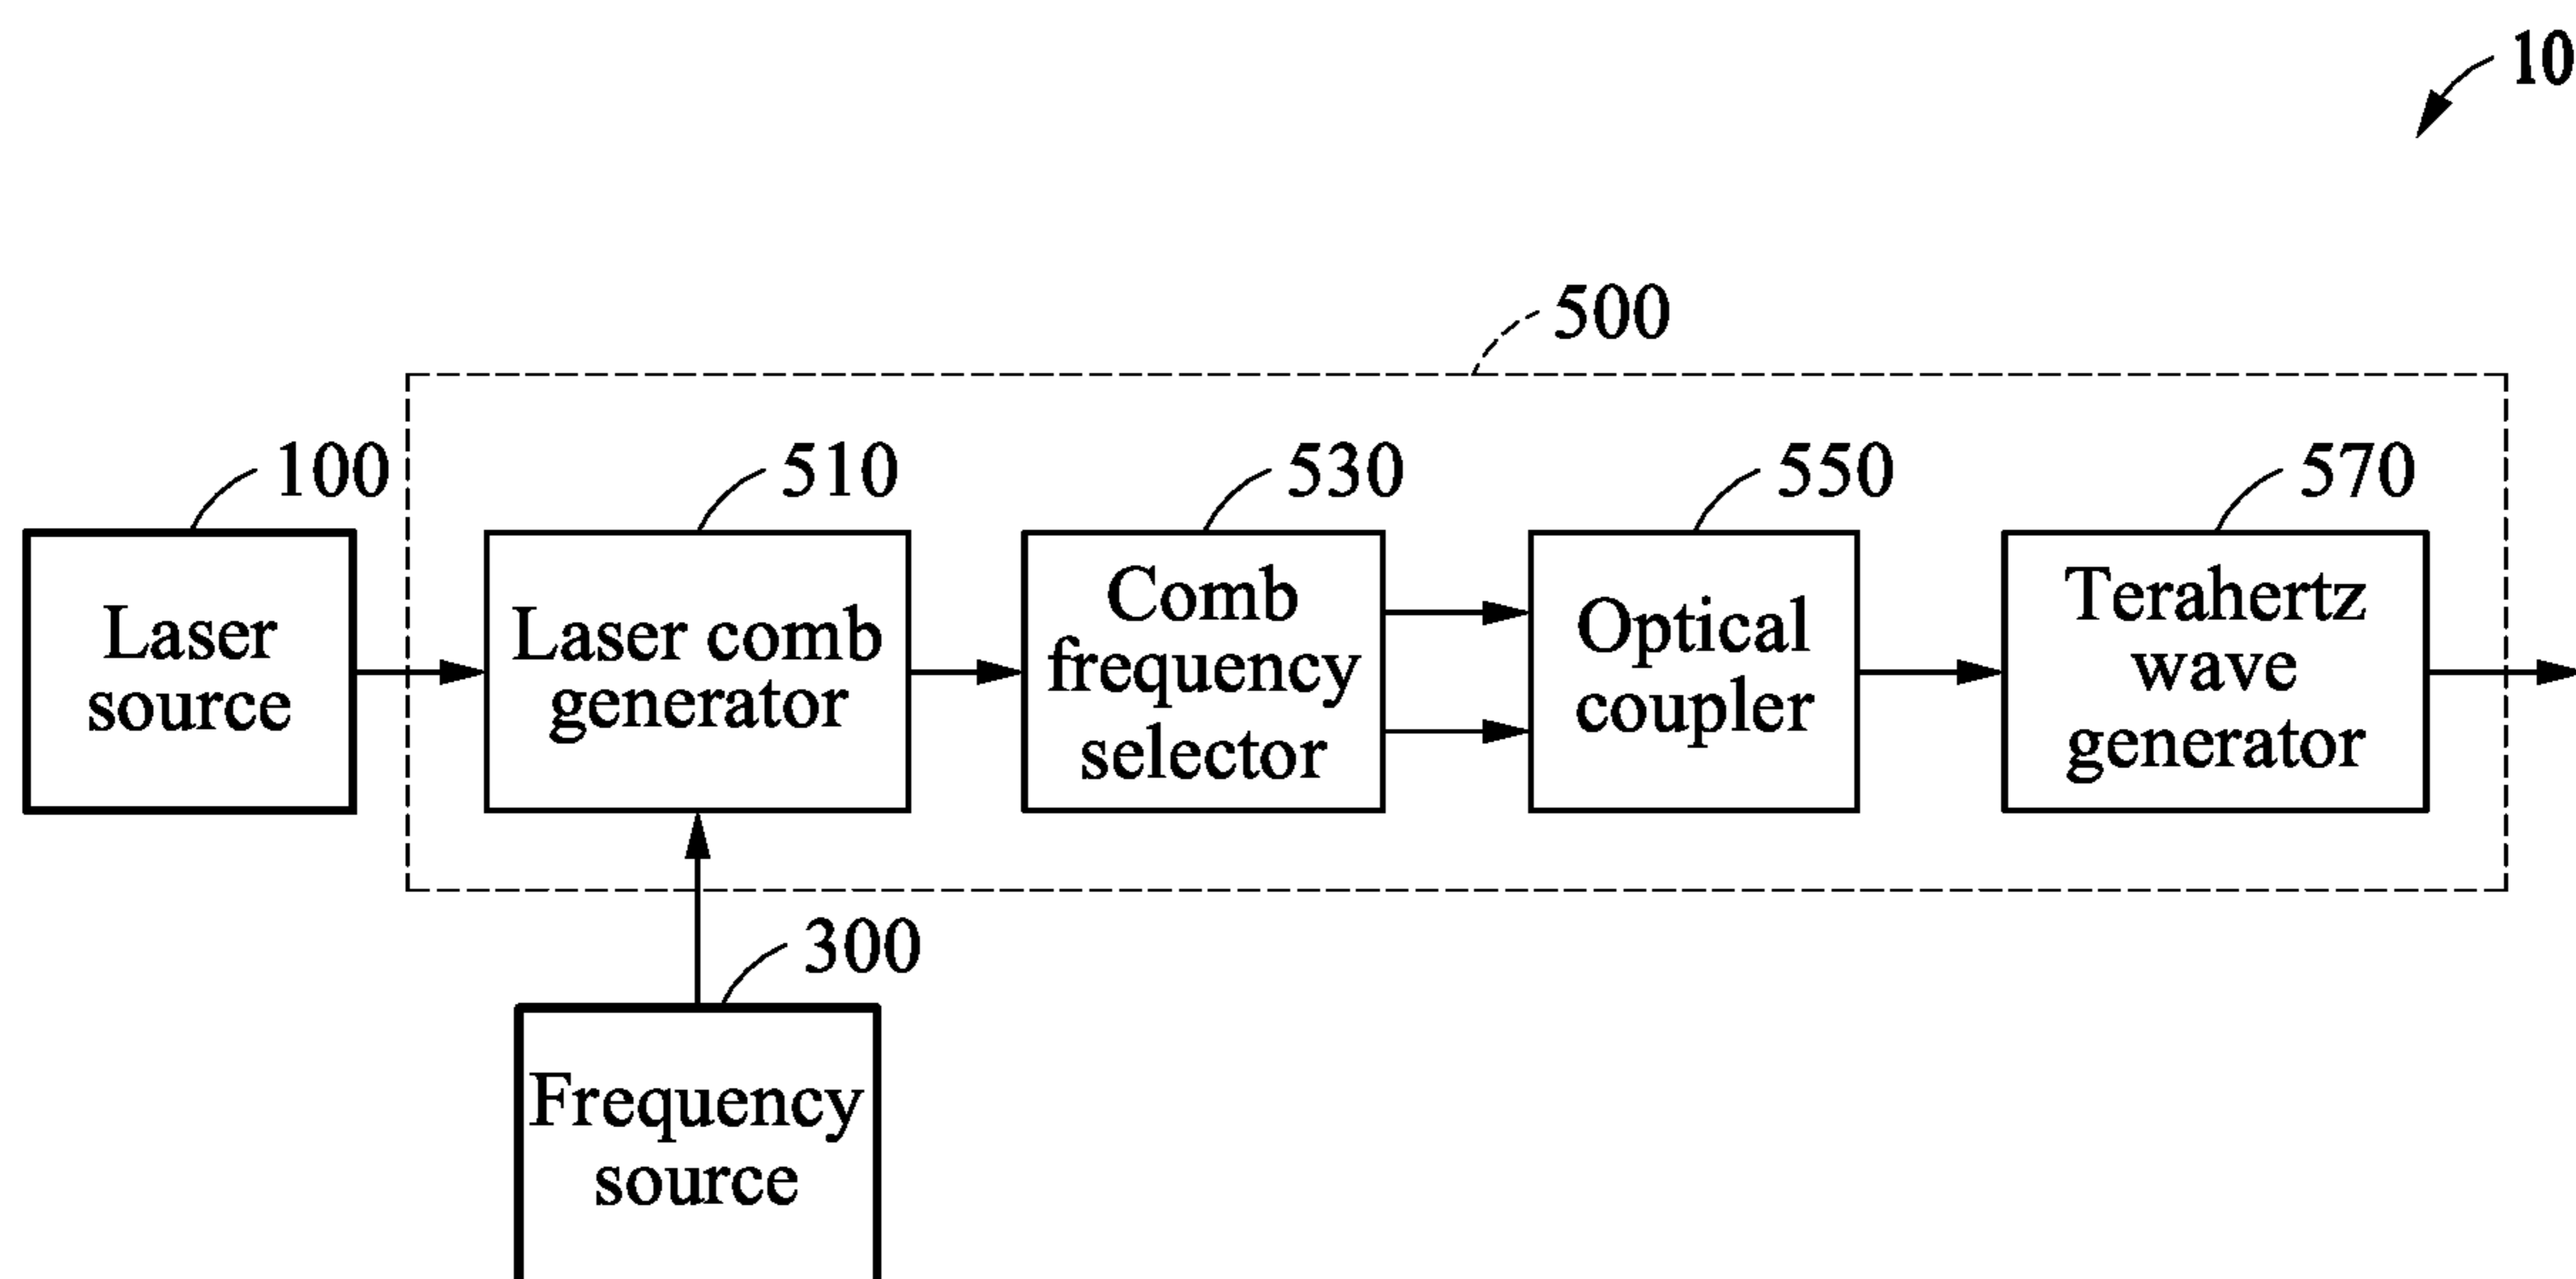 10
500
100
510
530
550
570
Laser
source
Laser comb
generator
Comb
frequency
selector
Optical
coupler
Terahertz
wave
generator
300
Frequency
source